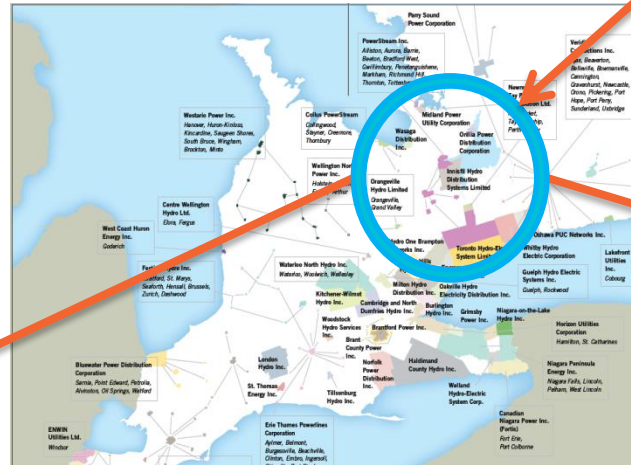 Parry Sound
Power Corporation
PowerStream Inc.
Alliston, Aurora, Barrie,
Beeton, Bradford West,
Gwillimbury, Penetanguishene,
Markham, Richmond Hill,
Thornton, Tottenham
Connections Inc.
Beaverton,
Belleville, Bowmanville,
Cannington,
Gravenhurst, Newcastle,
Orono, Pickering, Port
Hope, Port Perry,
Sunderland, Uxbridge
Westario Power Inc.
Hanover, Huron-Kinloss,
Kincardine, Saugeen Shores,
South Bruce, Wingham,
Brockton, Minto
Collus PowerStream
Collingwood,
Stayner, Creemore,
Thornbury
Wasaga
Distribution
Inc.
Midland Power
Utility Corporation
Orillia Power
Distribution
Corporation
Innisfil Hydro
Distribution
Systems Limited
Wellington
Power Inc.
Orangeville
Hydro Limited
Orangeville,
Grand Valley
Centre Wellington
Hydro Ltd.
Elora, Fergus
West Coast Huron
Energy Inc.
Goderich
Hydro Inc.
St. Marys,
Seaforth, Hensall, Brussels,
Zurich, Dashwood
Waterloo North Hydro Inc.
Waterloo, Woolwich, Wellesley
Hydro One Brampton
Toronto Hydro-
System
Oshawa PUC Networks Inc.
Whitby Hydro
Electric Corporation
Lakefront
Utilities
Inc.
Cobourg
Guelph Hydro Electric
Systems Inc.
Guelph, Rockwood
Kitchener-Wilmot
Hydro Inc.
Milton Hydro
Distribution Inc.
Oakville Hydro
Electricity Distribution Inc.
Cambridge and North
Dumfries Hydro Inc.
Burlington
Hydro Inc.
Grimsby
Power Inc.
Niagara-on-the-Lake
Hydro Inc.
Woodstock
Hydro Services
Inc.
Brantford Power Inc.
Brant
County Power
Inc.
Horizon Utilities
Corporation
Hamilton, St. Catharines
London
Hydro Inc.
Norfolk
Power
Distribution
Inc.
Haldimand
County Hydro Inc.
Niagara Peninsula
Energy Inc.
Niagara Falls, Lincoln,
Pelham, West Lincoln
Bluewater Power Distribution
Corporation
Sarnia, Point Edward, Petrolia,
Alvinston, Oil Springs, Watford
St. Thomas
Energy Inc.
Tillsonburg
Hydro Inc.
Welland
Hydro-Electric
System Corp.
Canadian
Niagara Power Inc.
(Fortis)
Fort Erie,
Port Colborne
ENWIN
Utilities Ltd.
Windsor
Erie Thames Powerlines
Corporation
Aylmer, Belmont,
Burgessville, Beachville,
Clinton, Embro, Ingersoll,